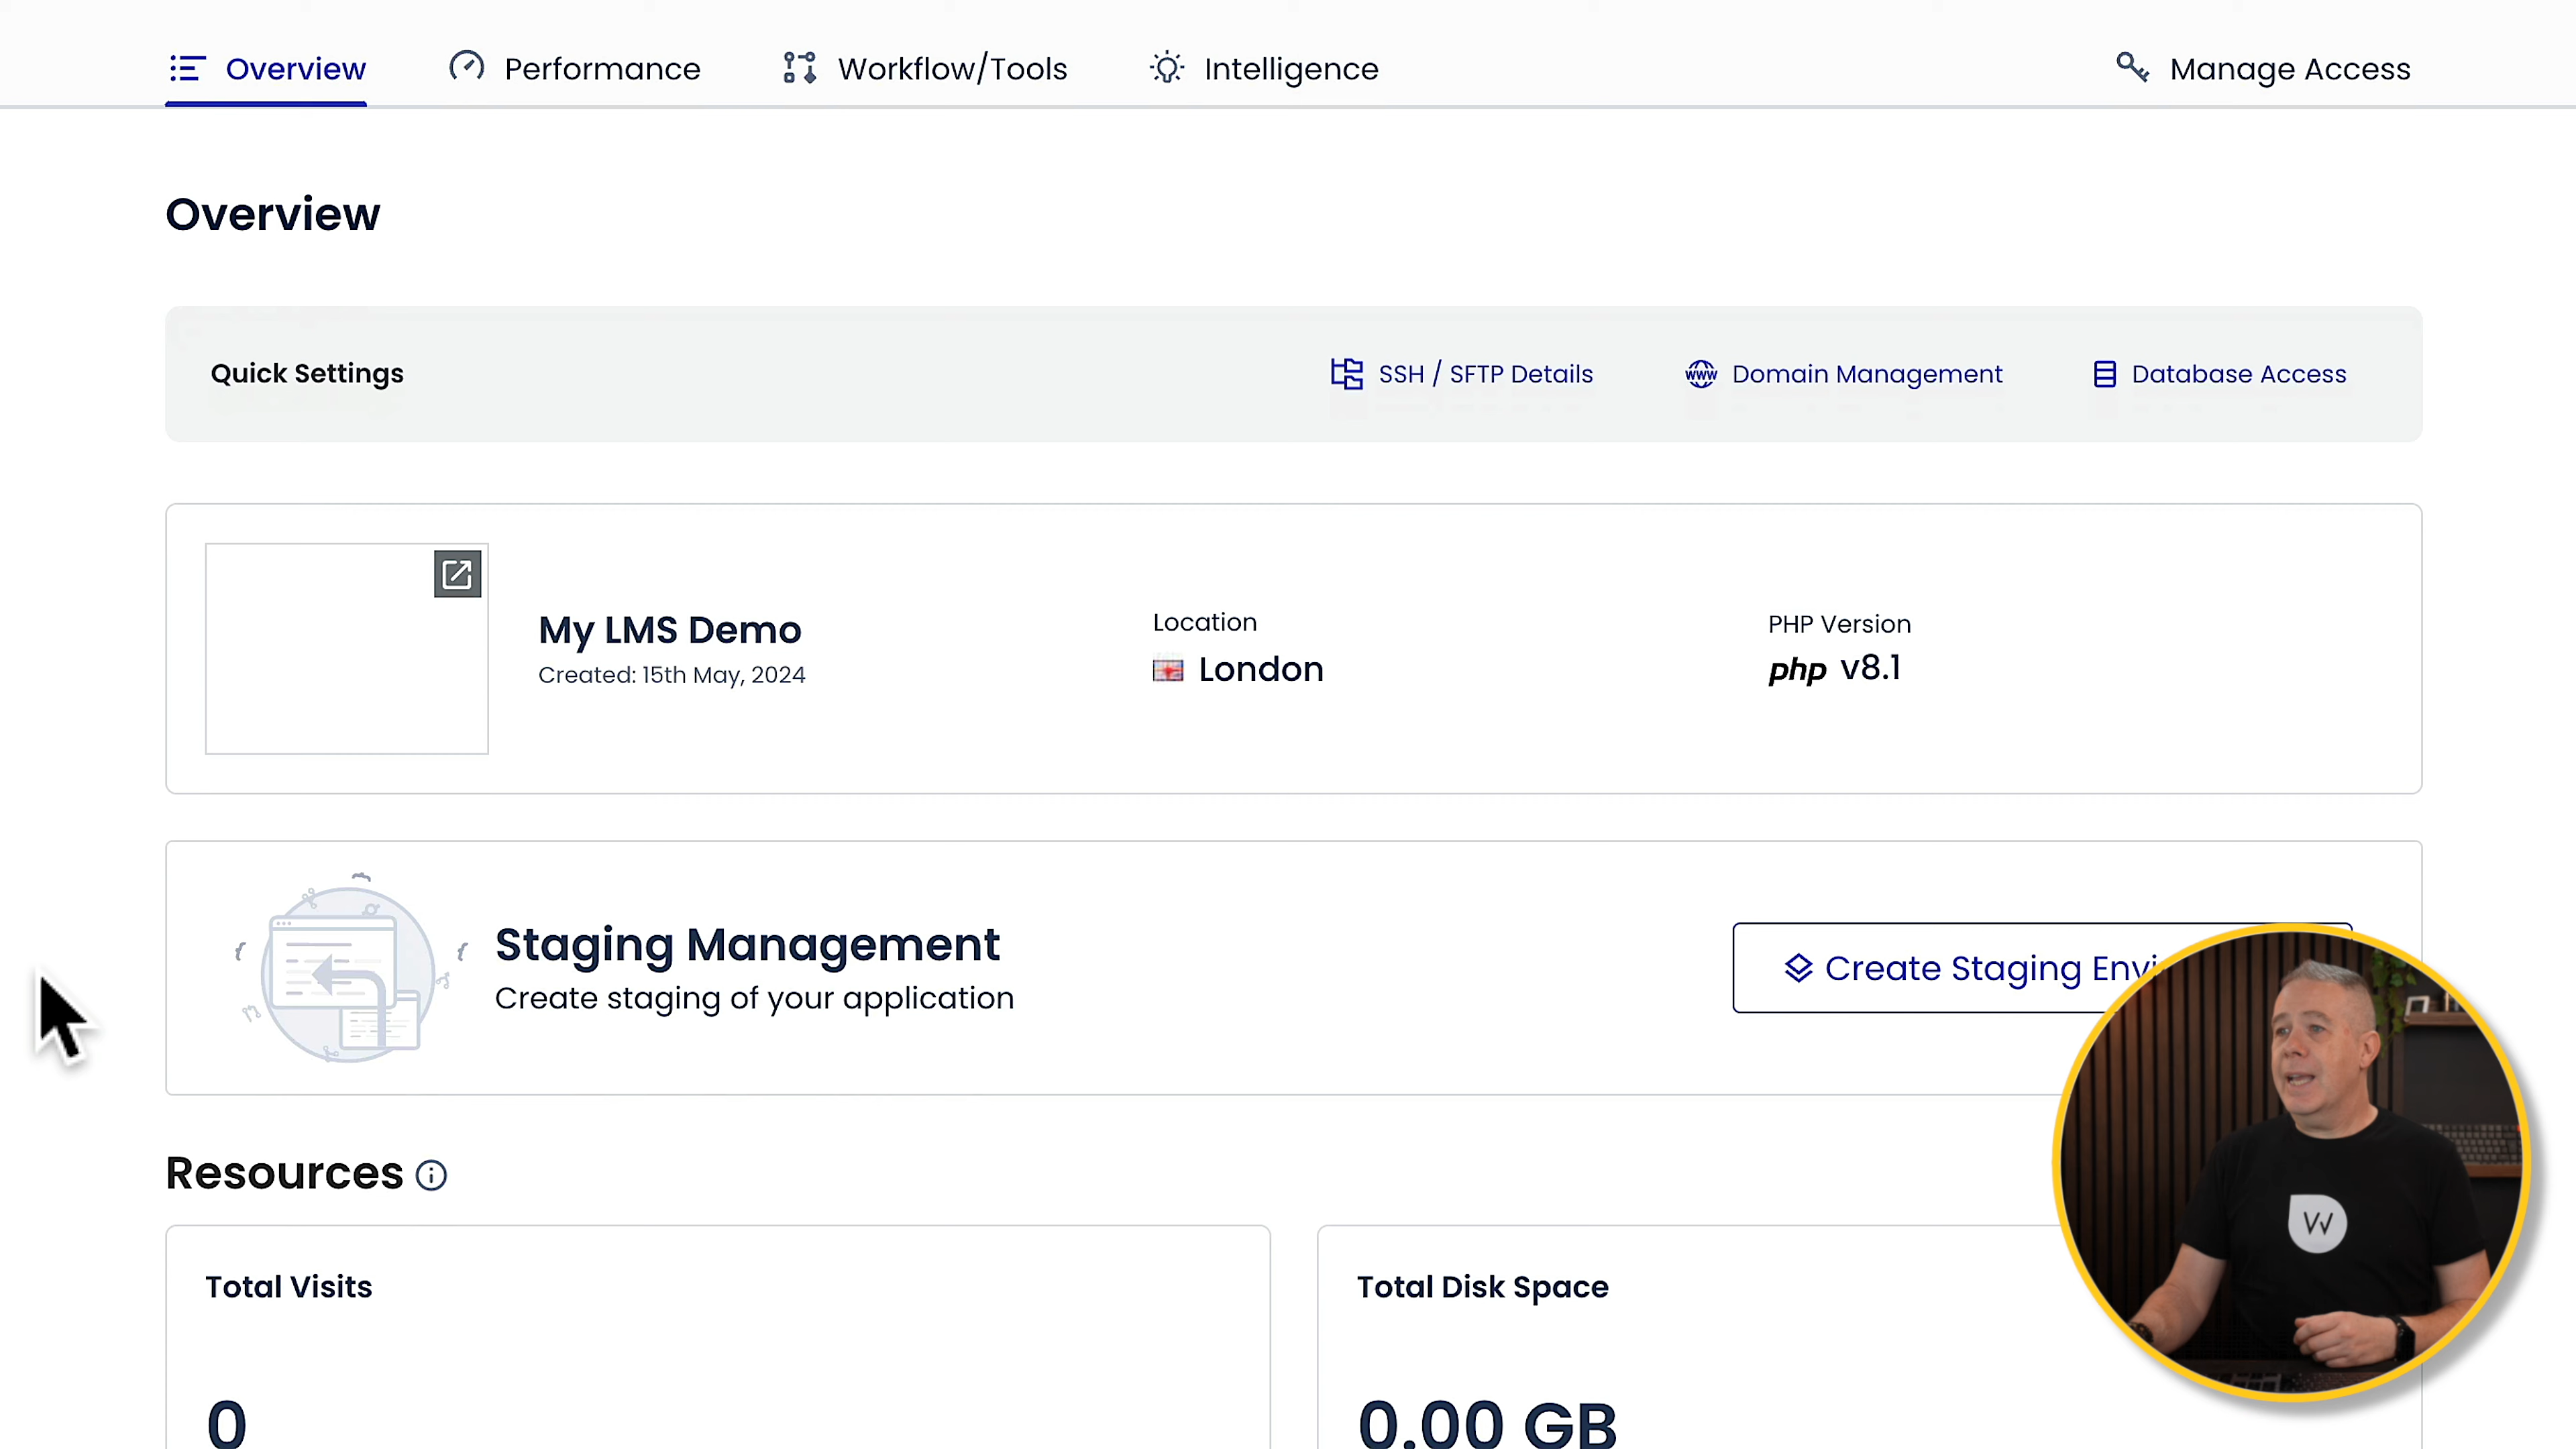 Overview
Performance
Workflow/Tools
Intelligence
Manage Access
Overview
Quick Settings
SSH / SFTP Details
Domain Management
Database Access
My LMS Demo
Created: 15th May, 2024
Location
London
PHP Version
php v8.1
Staging Management
Create staging of your application
Create Staging
Resources
Total Visits
0
Total Disk Space
0.00 GB